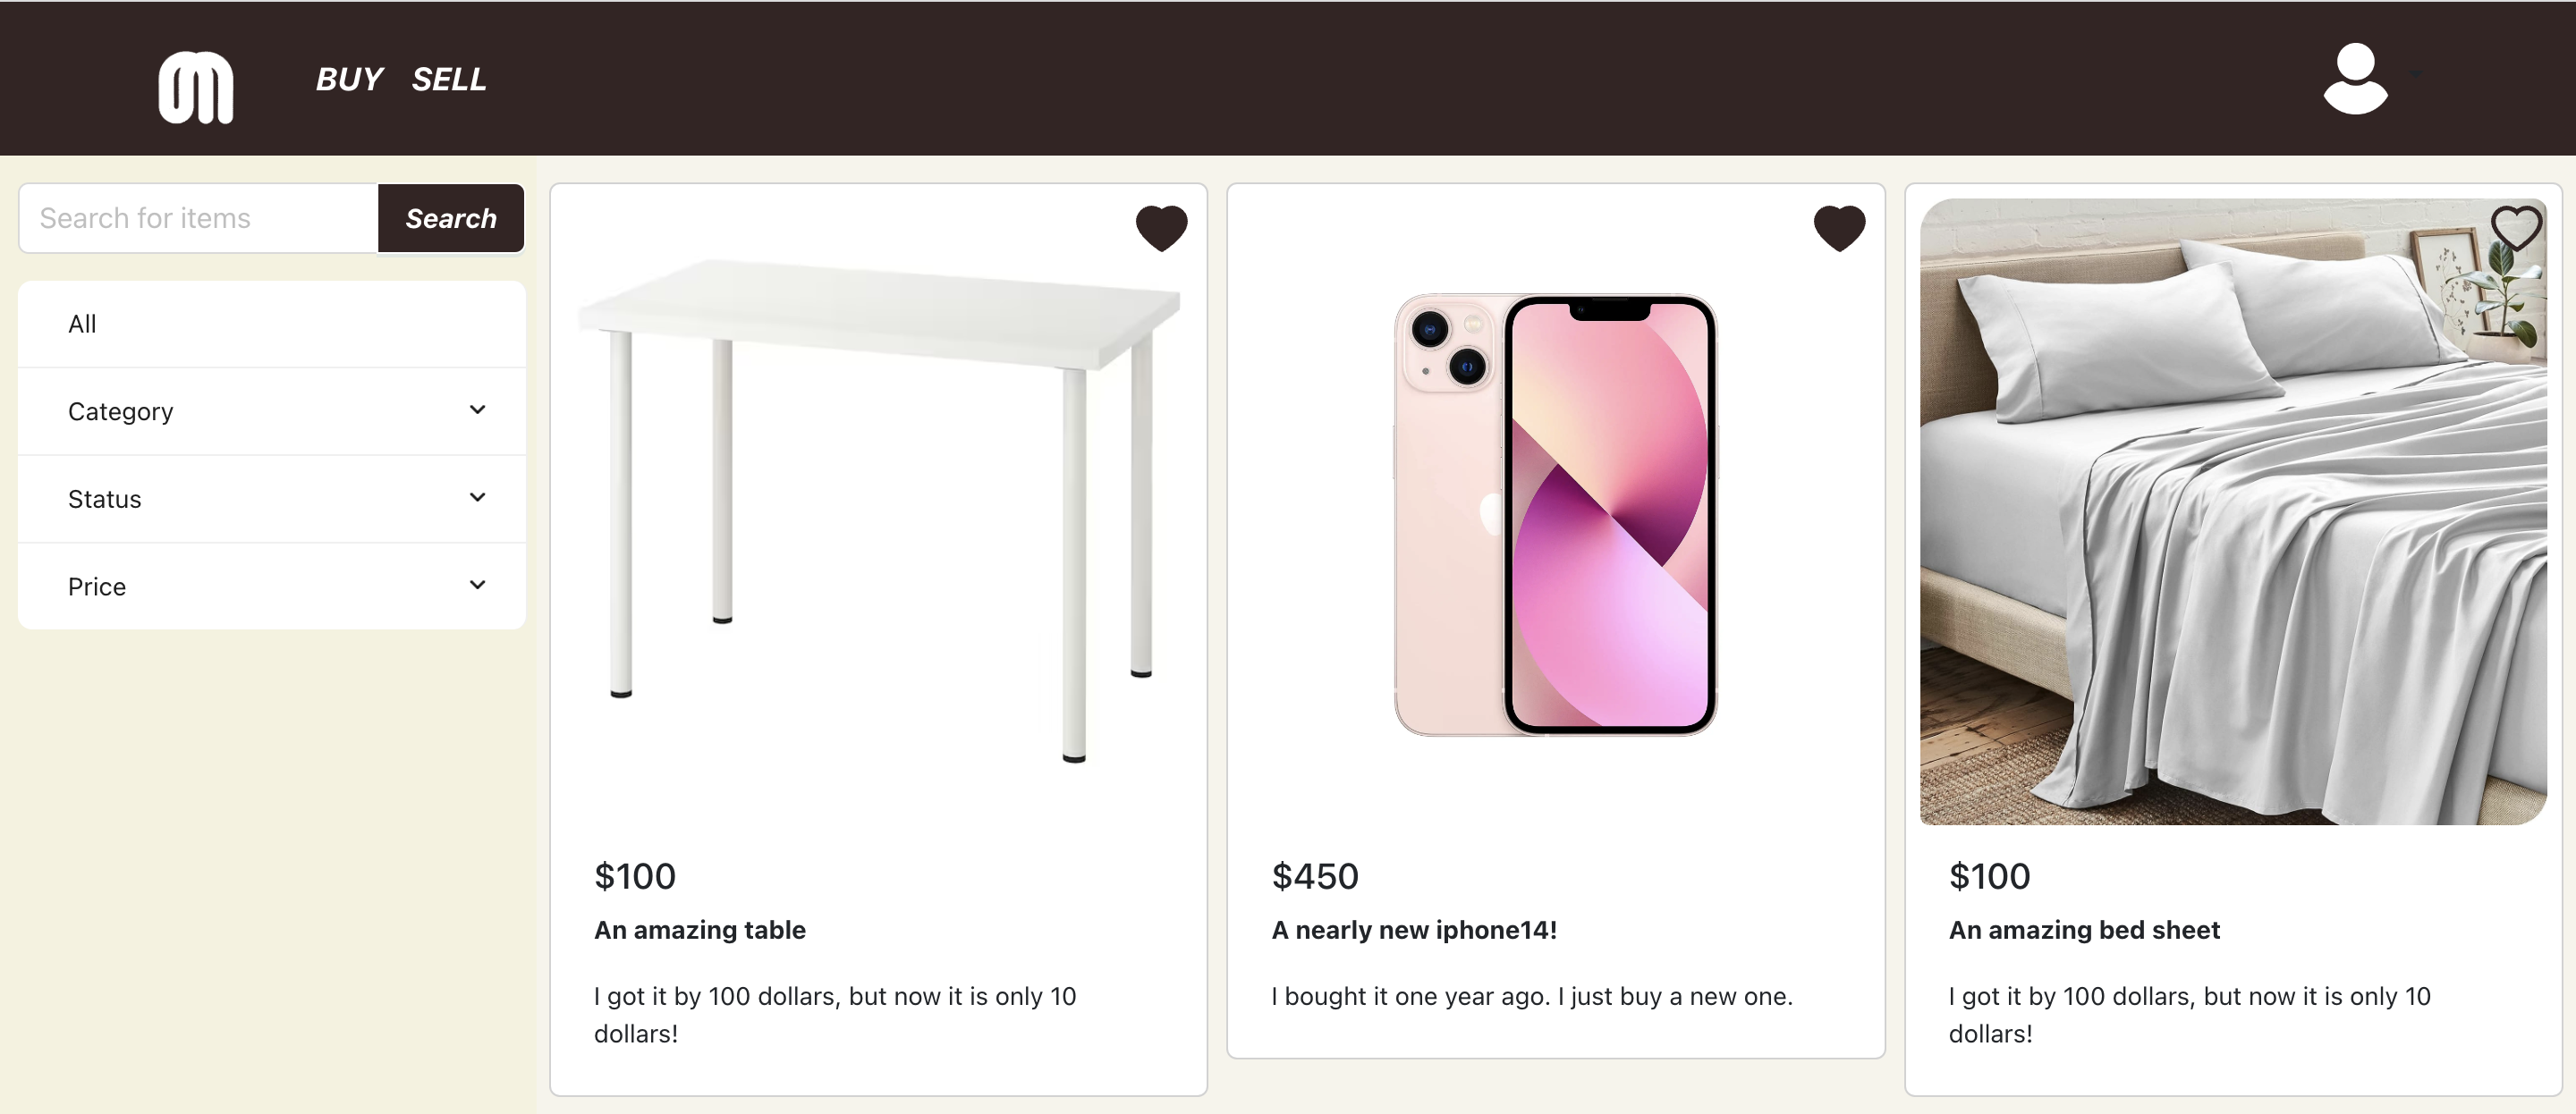 BUY SELL
Search for items Search
All
Category
Status
Price
$100
An amazing table
I got it by 100 dollars, but now it is only 10
dollars!
$450
A nearly new iphone14!
I bought it one year ago. I just buy a new one.
$100
An amazing bed sheet
I got it by 100 dollars, but now it is only 10
dollars!